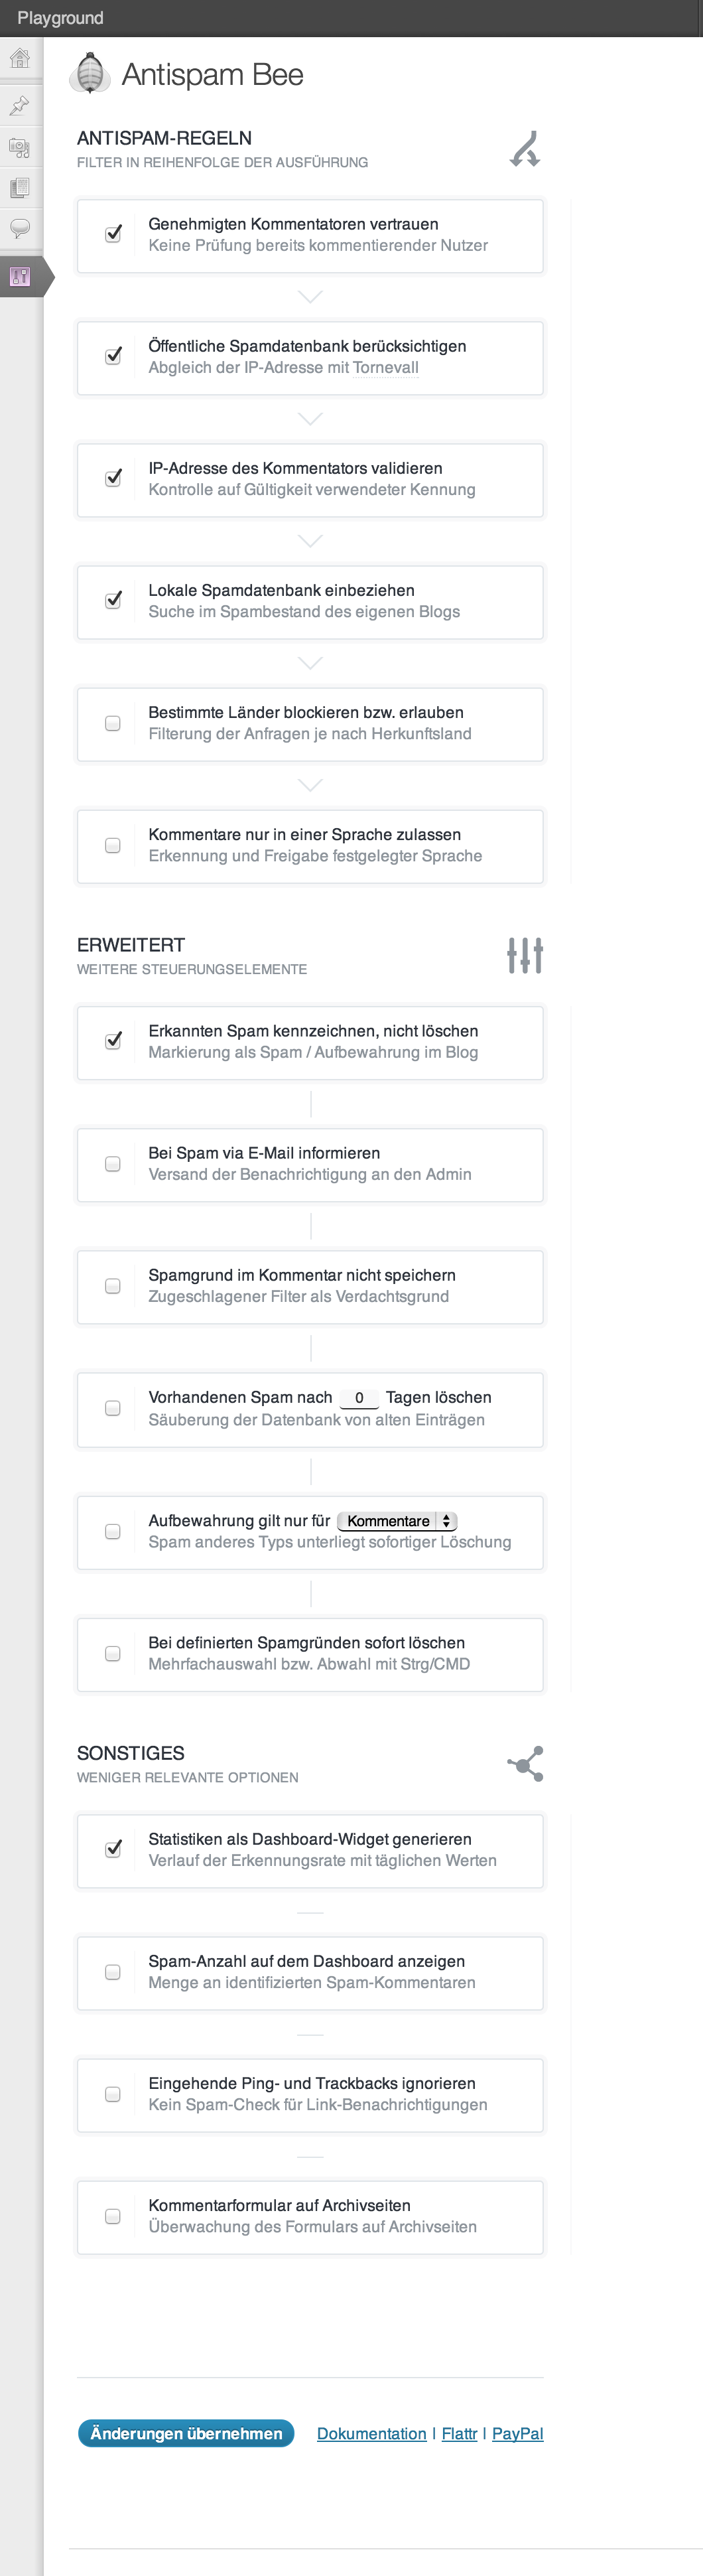 Playground
Antispam Bee
ANTISPAM-REGELN
FILTER IN REIHENFOLGE DER AUSFÜHRUNG
Genehmigten Kommentatoren vertrauen
Keine Prüfung bereits kommentierender Nutzer
Öffentliche Spamdatenbank berücksichtigen
Abgleich der IP-Adresse mit Tornevall
IP-Adresse des Kommentators validieren
Kontrolle auf Gültigkeit verwendeter Kennung
Lokale Spamdatenbank einbeziehen
Suche im Spambestand des eigenen Blogs
Bestimmte Länder blockieren bzw. erlauben
Filterung der Anfragen je nach Herkunftsland
Kommentare nur in einer Sprache zulassen
Erkennung und Freigabe festgelegter Sprache
ERWEITERT
WEITERE STEUERUNGSELEMENTE
Erkannten Spam kennzeichnen, nicht löschen
Markierung als Spam / Aufbewahrung im Blog
Bei Spam via E-Mail informieren
Versand der Benachrichtigung an den Admin
Spamgrund im Kommentar nicht speichern
Zugeschlagener Filter als Verdachtsgrund
Vorhandenen Spam nach 0 Tagen löschen
Säuberung der Datenbank von alten Einträgen
Aufbewahrung gilt nur für Kommentare
Spam anderes Typs unterliegt sofortiger Löschung
Bei definierten Spamgründen sofort löschen
Mehrfachauswahl bzw. Abwahl mit Strg/CMD
SONSTIGES
WENIGER RELEVANTE OPTIONEN
Statistiken als Dashboard-Widget generieren
Verlauf der Erkennungsrate mit täglichen Werten
Spam-Anzahl auf dem Dashboard anzeigen
Menge an identifizierten Spam-Kommentaren
Eingehende Ping- und Trackbacks ignorieren
Kein Spam-Check für Link-Benachrichtigungen
Kommentarformular auf Archivseiten
Überwachung des Formulars auf Archivseiten
Änderungen übernehmen Dokumentation | Flattr | PayPal